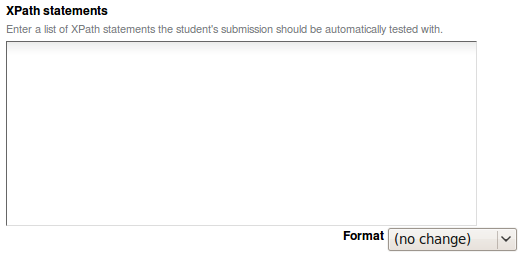 XPath statements
Enter a list of XPath statements the student's submission should be automatically tested with.
Format (no change)